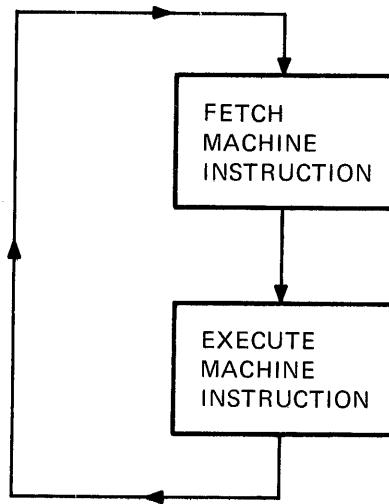 FETCH
MACHINE
INSTRUCTION
EXECUTE
MACHINE
INSTRUCTION